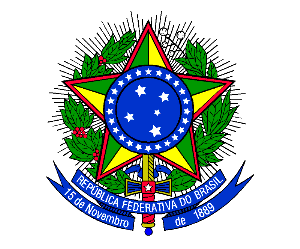 REPÚBLICA FEDERATIVA DO BRASIL
15 de Novembro de 1889